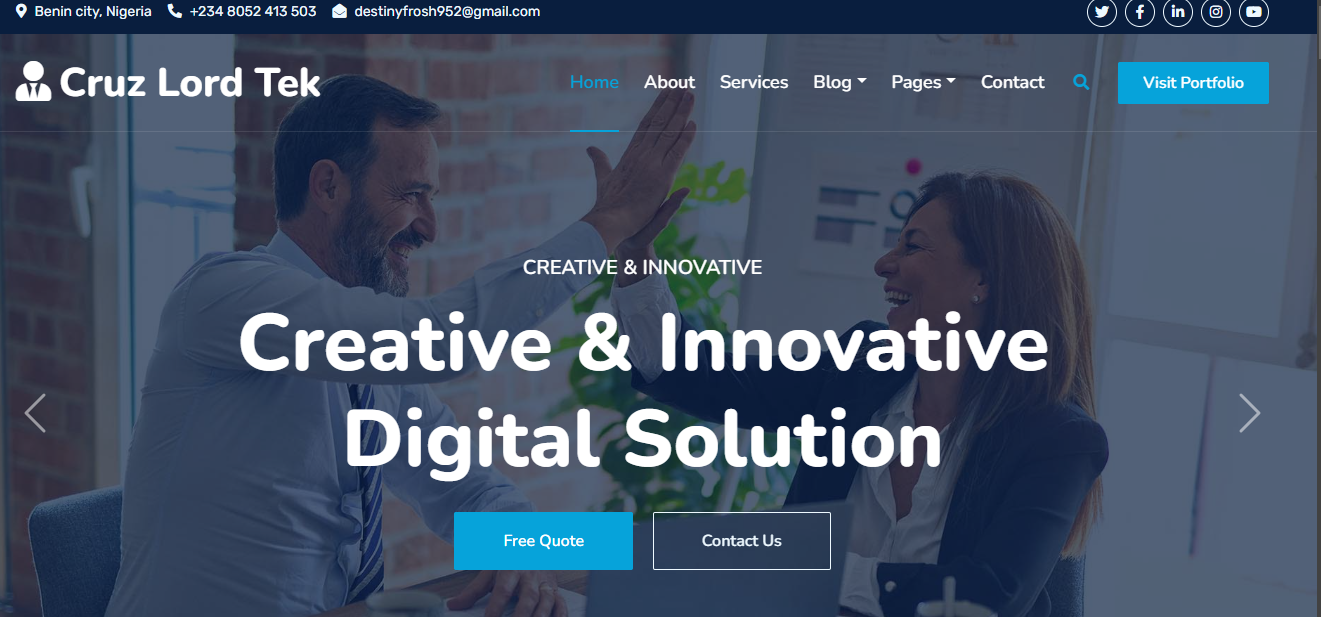 Benin city, Nigeria +234 8052 413 503 destinyfrosh952@gmail.com
Cruz Lord Tek
Home About Services Blog Pages Contact Visit Portfolio
CREATIVE & INNOVATIVE
Creative & Innovative
Digital Solution
Free Quote Contact Us